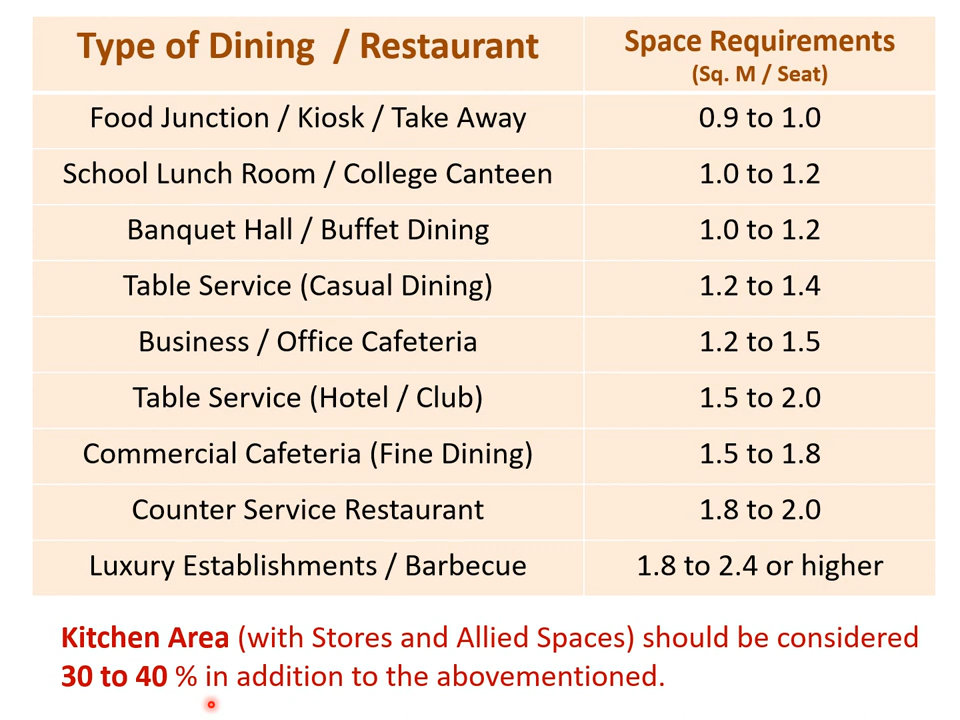 Type of Dining / Restaurant
Space Requirements
(Sq. M / Seat)
Food Junction / Kiosk / Take Away 0.9 to 1.0
School Lunch Room / College Canteen 1.0 to 1.2
Banquet Hall / Buffet Dining 1.0 to 1.2
Table Service (Casual Dining) 1.2 to 1.4
Business / Office Cafeteria 1.2 to 1.5
Table Service (Hotel / Club) 1.5 to 2.0
Commercial Cafeteria (Fine Dining) 1.5 to 1.8
Counter Service Restaurant 1.8 to 2.0
Luxury Establishments / Barbecue 1.8 to 2.4 or higher
Kitchen Area (with Stores and Allied Spaces) should be considered
30 to 40 % in addition to the abovementioned.